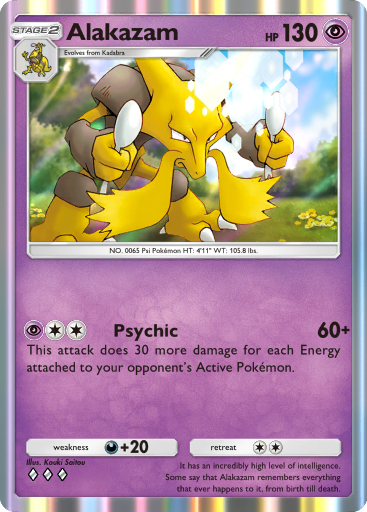 STAGE 2
Alakazam
HP 130
Evolves from Kadabra
NO. 0065 Psi Pokémon HT: 4'11" WT: 105.8 lbs.
Psychic 60+
This attack does 30 more damage for each Energy
attached to your opponent's Active Pokémon.
weakness +20
retreat
Illus. Kouki Saitou
It has an incredibly high level of intelligence.
Some say that Alakazam remembers everything
that ever happens to it, from birth till death.